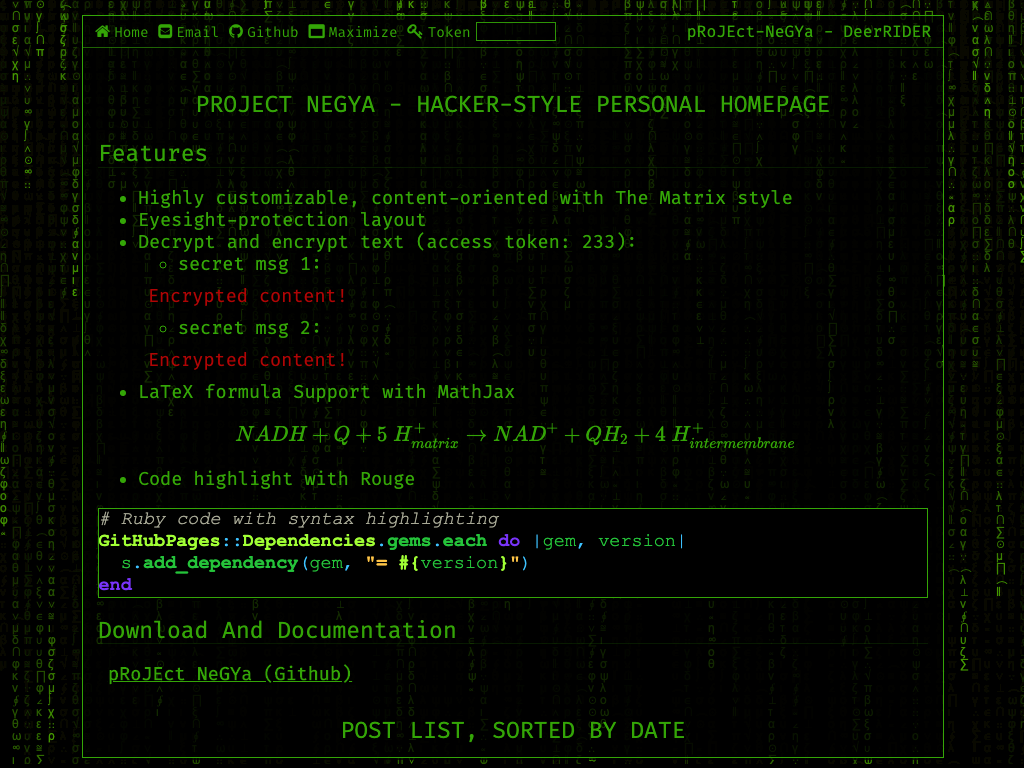 Home Email Github Maximize Token pRoJEct-NeGYa - DeerRIDER
PROJECT NEGYA - HACKER-STYLE PERSONAL HOMEPAGE
Features
• Highly customizable, content-oriented with The Matrix style
• Eyesight-protection layout
• Decrypt and encrypt text (access token: 233):
◦ secret msg 1:
Encrypted content!
◦ secret msg 2:
Encrypted content!
• LaTeX formula Support with MathJax
NADH + Q + 5 H^+_{matrix} → NAD^+ + QH_2 + 4 H^+_{intermembrane}
• Code highlight with Rouge
# Ruby code with syntax highlighting
GitHubPages::Dependencies.gems.each do |gem, version|
  s.add_dependency(gem, "= #{version}")
end
Download And Documentation
pRoJEct NeGYa (Github)
POST LIST, SORTED BY DATE